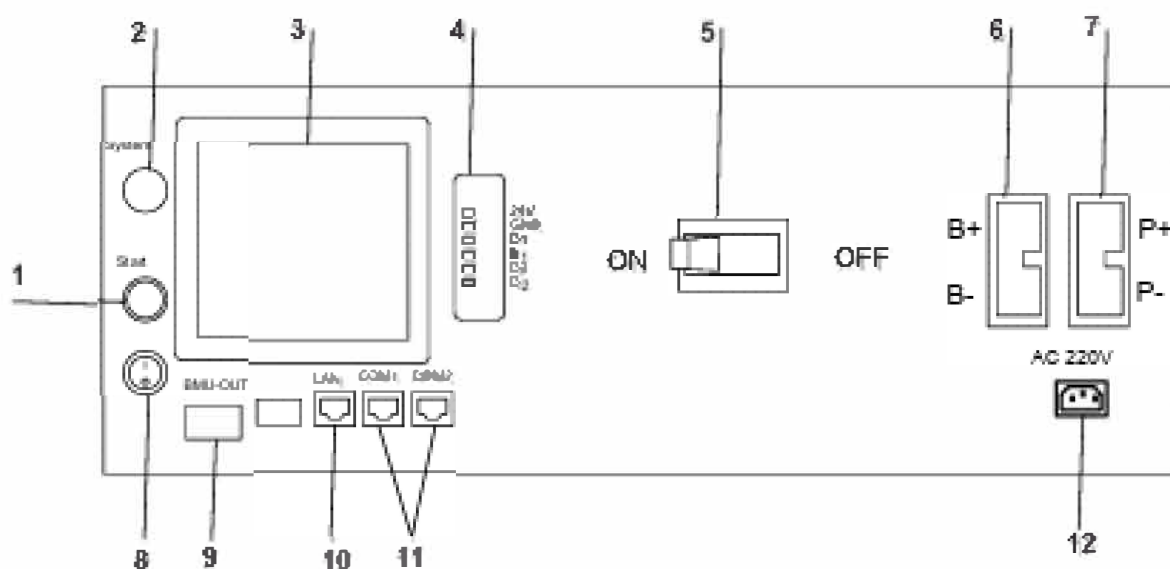 2 3 4 5 6 7
System
24V
GND
Start
1
ON OFF
B+ P+
B- P-
AC 220V
BMU-OUT LAN COM1 COM2
8 9 10 11 12